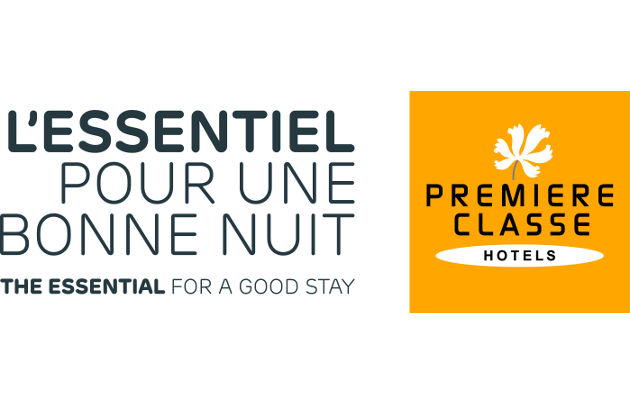 L'ESSENTIEL
POUR UNE
BONNE NUIT
THE ESSENTIAL FOR A GOOD STAY
PREMIERE
CLASSE
HOTELS